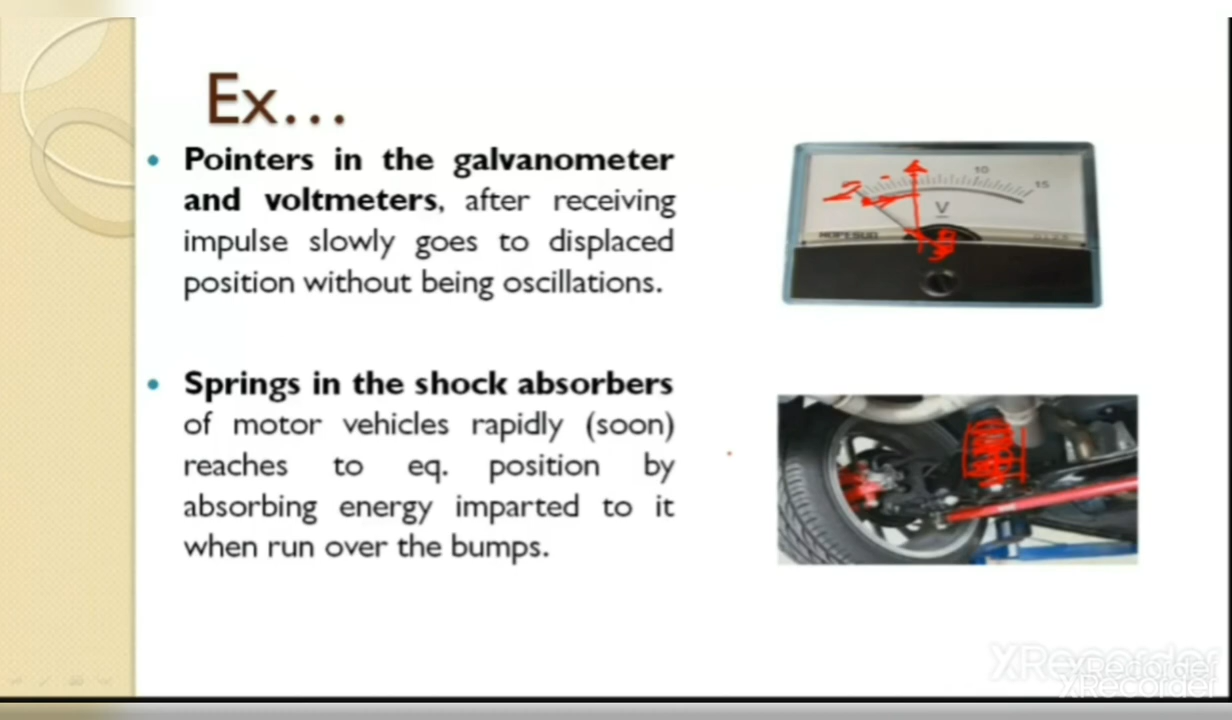 Ex...
• Pointers in the galvanometer
and voltmeters, after receiving
impulse slowly goes to displaced
position without being oscillations.
10
15
V
• Springs in the shock absorbers
of motor vehicles rapidly (soon)
reaches to eq. position by
absorbing energy imparted to it
when run over the bumps.
XRecorder
XRecorder
XRecorder